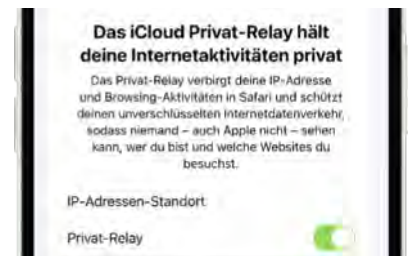 Das iCloud Privat-Relay hält
deine Internetaktivitäten privat
Das Privat-Relay verbirgt deine IP-Adresse
und Browsing-Aktivitäten in Safari und schützt
deinen unverschlüsselten Internetdatenverkehr,
sodass niemand – auch Apple nicht – sehen
kann, wer du bist und welche Websites du
besuchst.
IP-Adressen-Standort
Privat-Relay